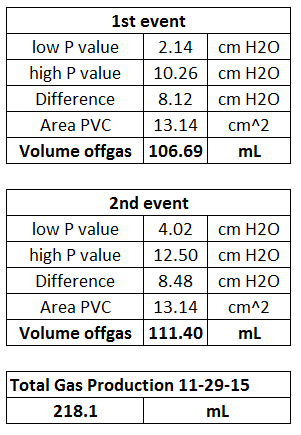 1st event
low P value 2.14 cm H2O
high P value 10.26 cm H2O
Difference 8.12 cm H2O
Area PVC 13.14 cm^2
Volume offgas 106.69 mL
2nd event
low P value 4.02 cm H2O
high P value 12.50 cm H2O
Difference 8.48 cm H2O
Area PVC 13.14 cm^2
Volume offgas 111.40 mL
Total Gas Production 11-29-15
218.1 mL